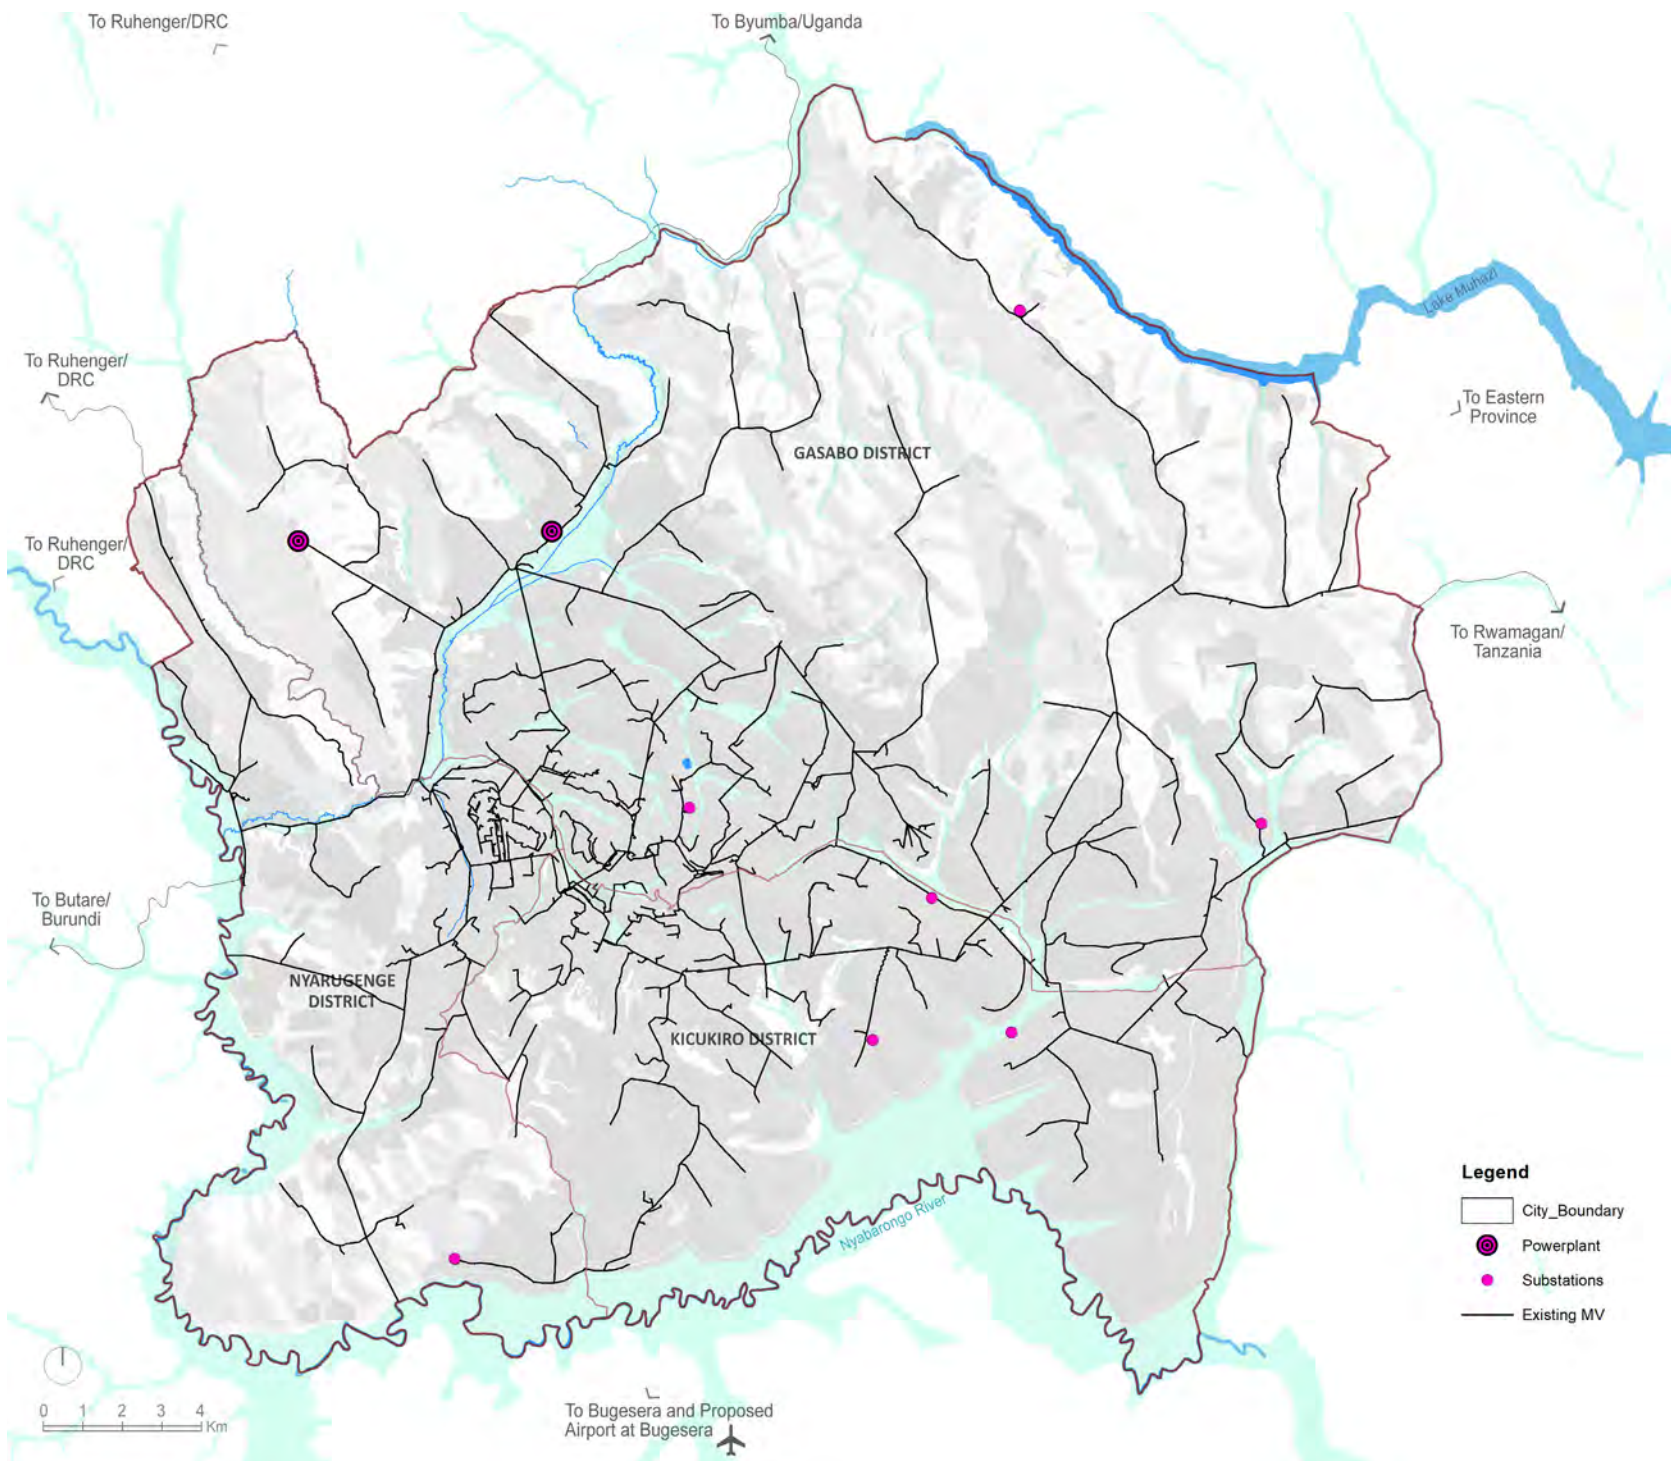 To Ruhenger/DRC
To Byumba/Uganda
Lake Muhazi
To Ruhenger/
DRC
To Eastern
Province
GASABO DISTRICT
To Ruhenger/
DRC
To Rwamagan/
Tanzania
To Butare/
Burundi
NYARUGENGE
DISTRICT
KICUKIRO DISTRICT
Nyabarongo River
Legend
City_Boundary
Powerplant
Substations
Existing MV
0 1 2 3 4
Km
To Bugesera and Proposed
Airport at Bugesera